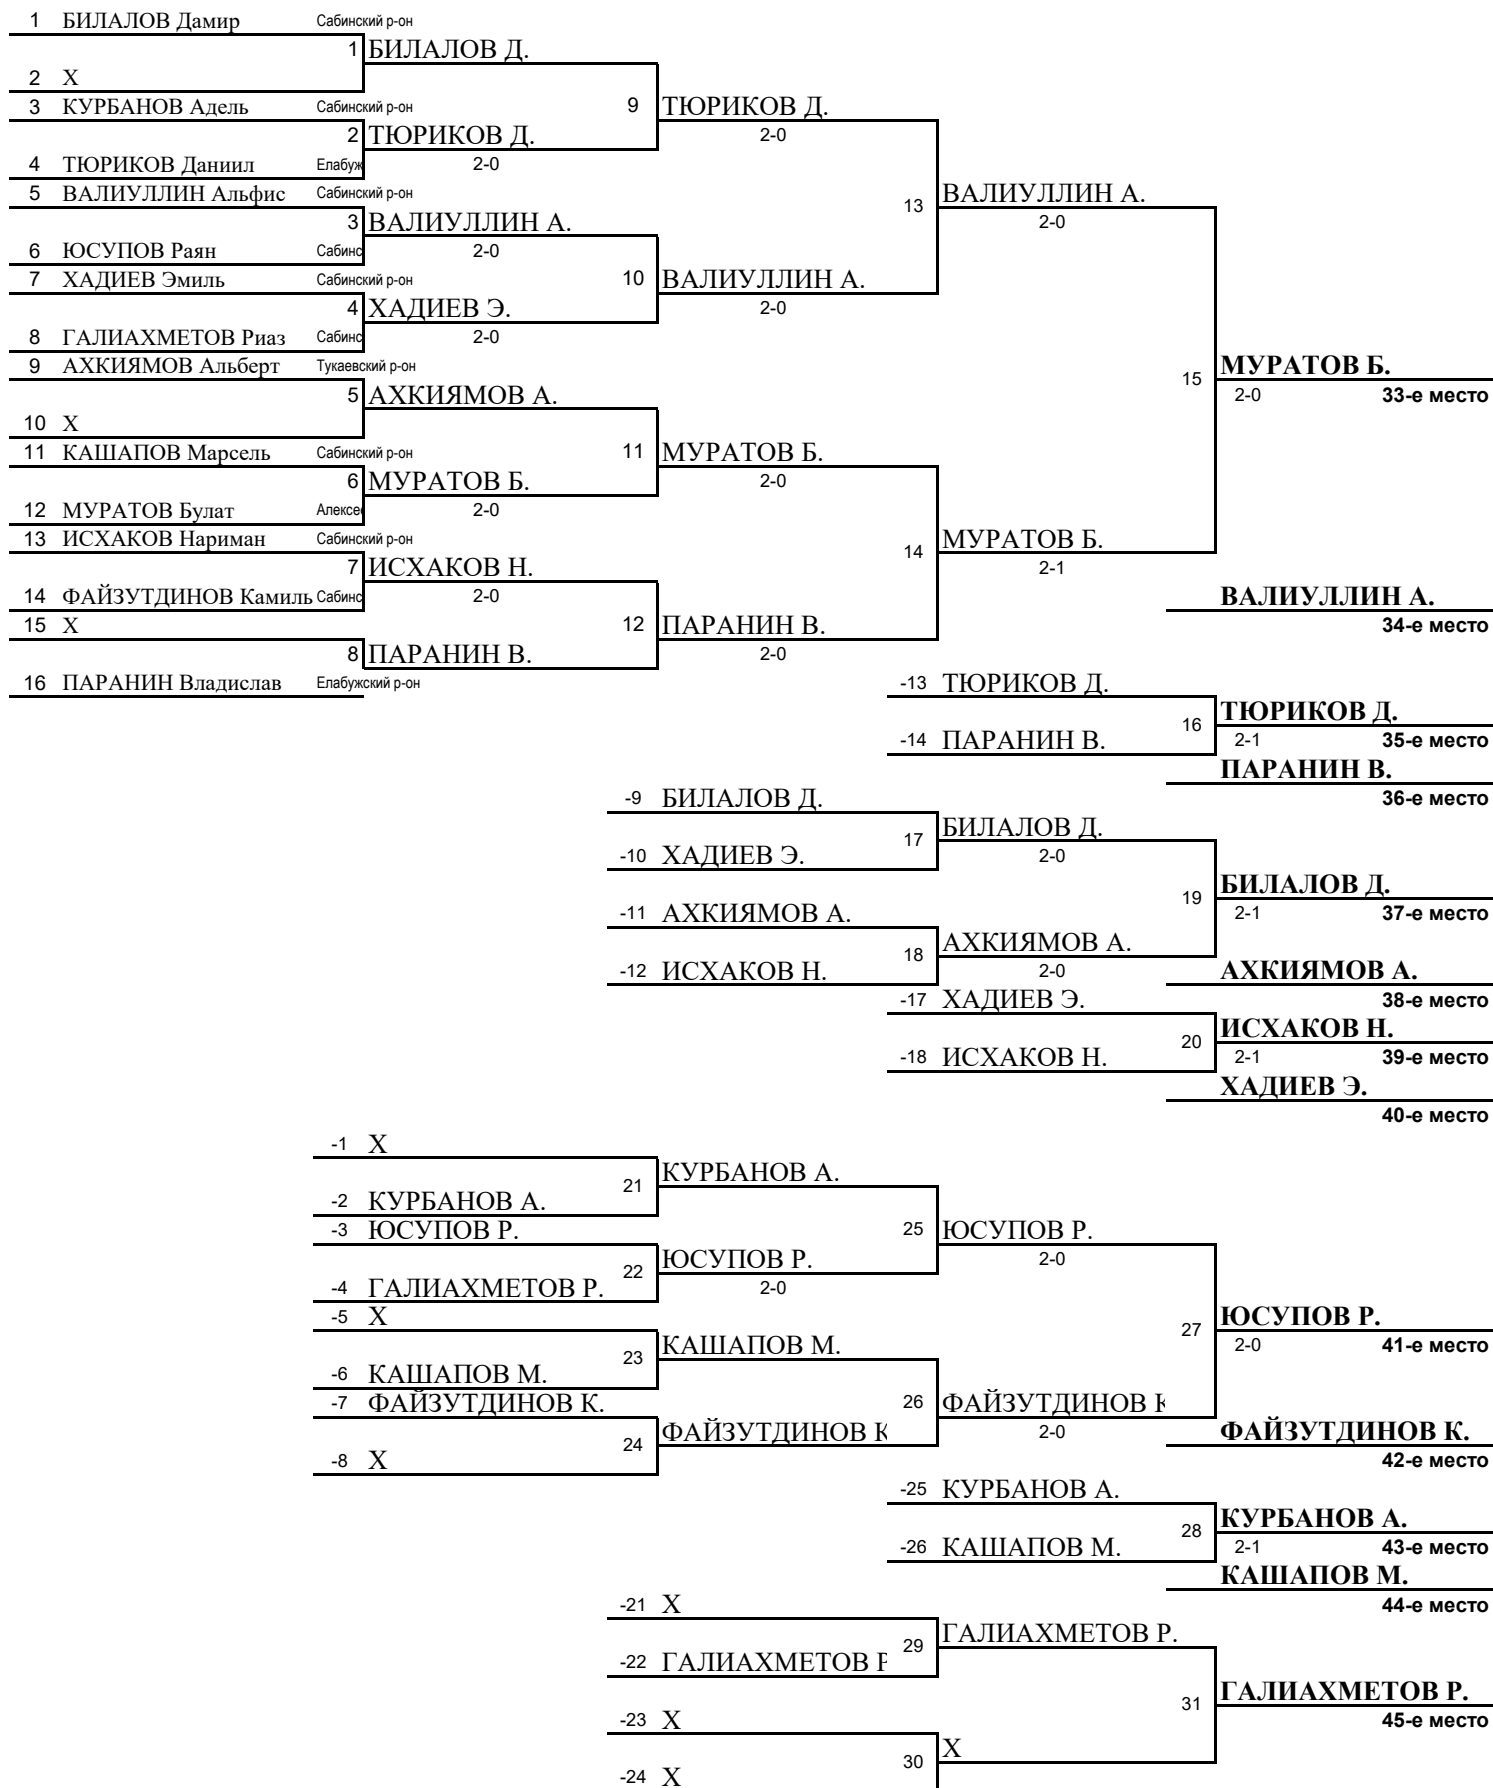 1 БИЛАЛОВ Дамир Сабинский р-он
1 БИЛАЛОВ Д.
2 X
3 КУРБАНОВ Адель Сабинский р-он 9 ТЮРИКОВ Д.
2 ТЮРИКОВ Д. 2-0
4 ТЮРИКОВ Даниил Елабуж 2-0
5 ВАЛИУЛЛИН Альфис Сабинский р-он 13 ВАЛИУЛЛИН А.
3 ВАЛИУЛЛИН А. 2-0
6 ЮСУПОВ Раян Сабинс 2-0
7 ХАДИЕВ Эмиль Сабинский р-он 10 ВАЛИУЛЛИН А.
4 ХАДИЕВ Э. 2-0
8 ГАЛИАХМЕТОВ Риаз Сабинс 2-0
9 АХКИЯМОВ Альберт Тукаевский р-он 15 МУРАТОВ Б.
5 АХКИЯМОВ А. 2-0 33-е место
10 X
11 КАШАПОВ Марсель Сабинский р-он 11 МУРАТОВ Б.
6 МУРАТОВ Б. 2-0
12 МУРАТОВ Булат Алексе 2-0
13 ИСХАКОВ Нариман Сабинский р-он 14 МУРАТОВ Б.
7 ИСХАКОВ Н. 2-1
14 ФАЙЗУТДИНОВ Камиль Сабинс 2-0 ВАЛИУЛЛИН А.
15 X 12 ПАРАНИН В. 34-е место
8 ПАРАНИН В. 2-0
16 ПАРАНИН Владислав Елабужский р-он -13 ТЮРИКОВ Д.
16 ТЮРИКОВ Д.
-14 ПАРАНИН В. 2-1 35-е место
ПАРАНИН В.
-9 БИЛАЛОВ Д. 36-е место
17 БИЛАЛОВ Д.
-10 ХАДИЕВ Э. 2-0
19 БИЛАЛОВ Д.
-11 АХКИЯМОВ А. 2-1 37-е место
18 АХКИЯМОВ А.
-12 ИСХАКОВ Н. 2-0 АХКИЯМОВ А.
-17 ХАДИЕВ Э. 38-е место
20 ИСХАКОВ Н.
-18 ИСХАКОВ Н. 2-1 39-е место
ХАДИЕВ Э.
40-е место
-1 X
21 КУРБАНОВ А.
-2 КУРБАНОВ А.
-3 ЮСУПОВ Р. 25 ЮСУПОВ Р.
22 ЮСУПОВ Р. 2-0
-4 ГАЛИАХМЕТОВ Р. 2-0
-5 X 27 ЮСУПОВ Р.
23 КАШАПОВ М. 2-0 41-е место
-6 КАШАПОВ М.
-7 ФАЙЗУТДИНОВ К. 26 ФАЙЗУТДИНОВ К
24 ФАЙЗУТДИНОВ К 2-0 ФАЙЗУТДИНОВ К.
-8 X 42-е место
-25 КУРБАНОВ А.
28 КУРБАНОВ А.
-26 КАШАПОВ М. 2-1 43-е место
КАШАПОВ М.
-21 X 44-е место
29 ГАЛИАХМЕТОВ Р.
-22 ГАЛИАХМЕТОВ Р
31 ГАЛИАХМЕТОВ Р.
-23 X 45-е место
30 X
-24 X